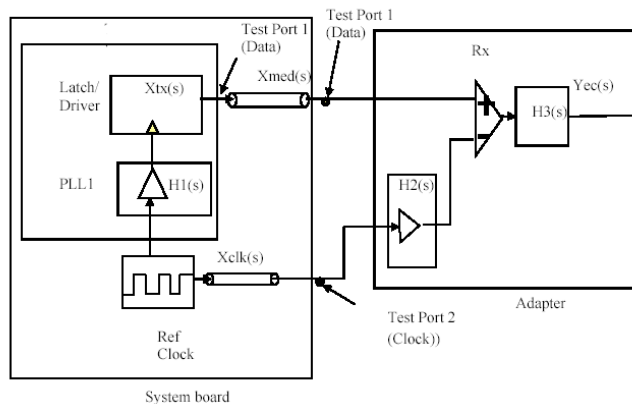 Test Port 1
(Data)
Test Port 1
(Data)
Rx
Latch/
Driver
Xtx(s)
Xmed(s)
Yec(s)
H3(s)
PLL1
H1(s)
H2(s)
Xclk(s)
Ref
Clock
Test Port 2
(Clock))
Adapter
System board